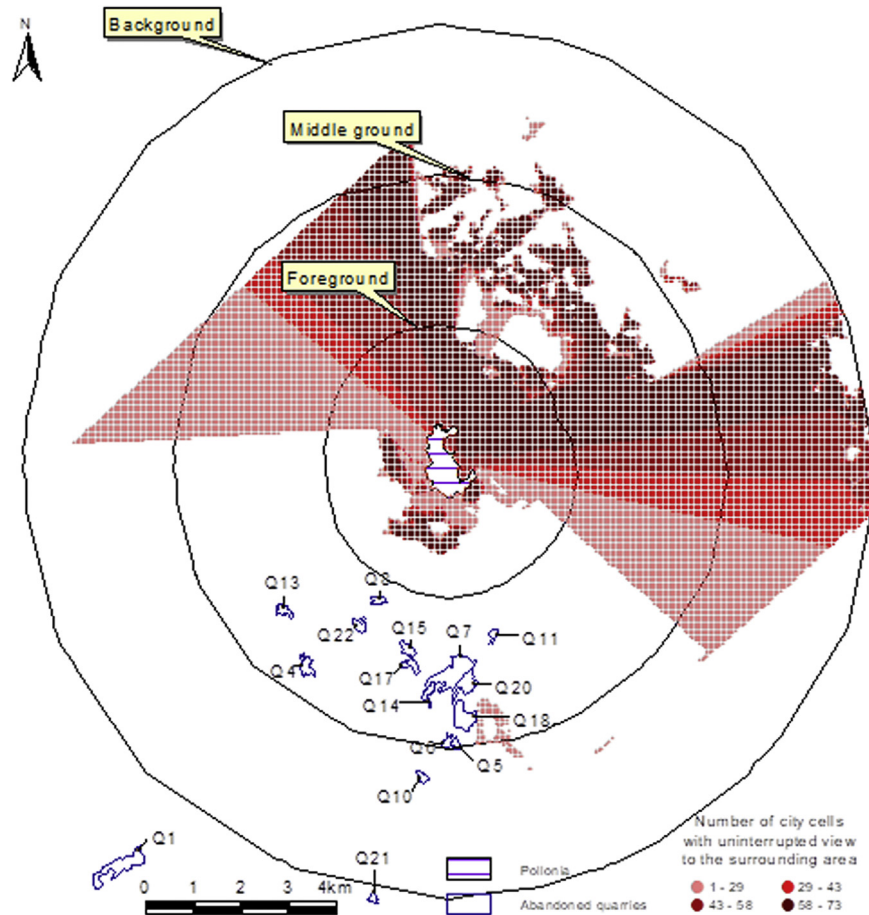 N
Background
Middle ground
Foreground
Q13
Q2
Q22
Q15
Q7
Q11
Q4
Q17
Q20
Q14
Q18
Q6
Q5
Q10
Q1
Q21
0 1 2 3 4km
Pollonia
Abandoned quarries
Number of city cells
with uninterrupted view
to the surrounding area
1 - 29 29 - 43
43 - 58 58 - 73